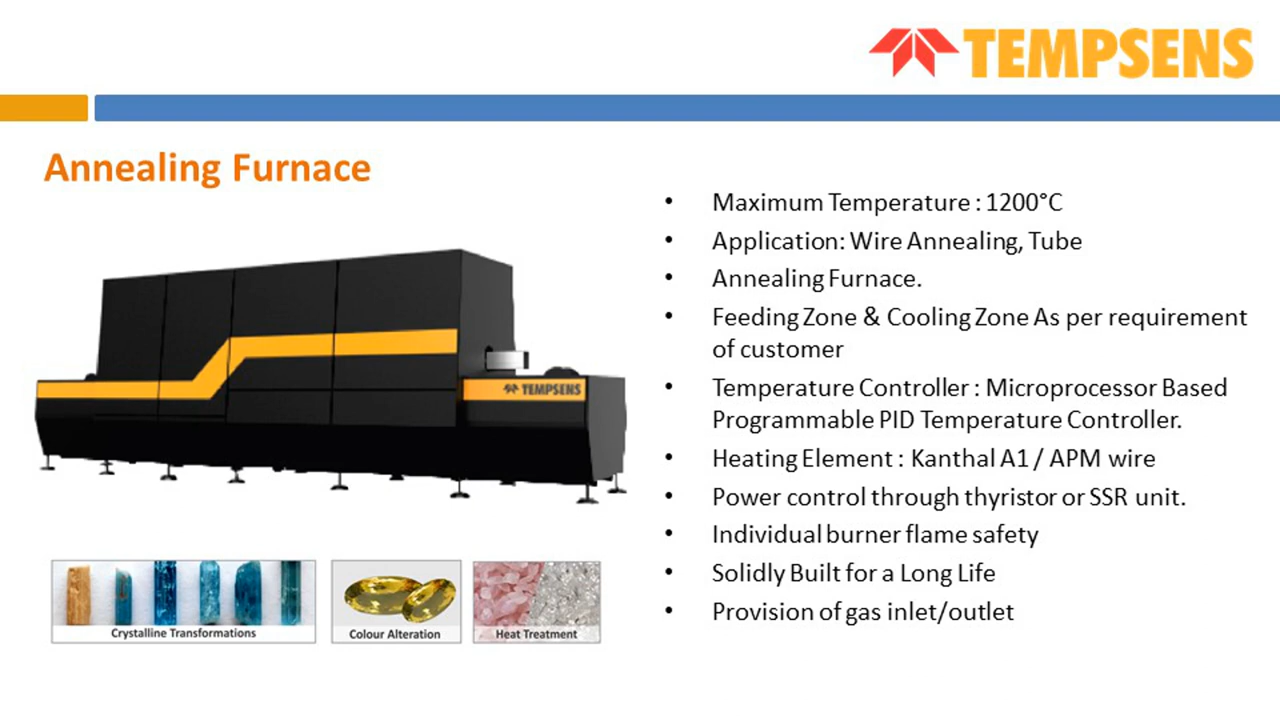 TEMPSENS
Annealing Furnace
• Maximum Temperature : 1200°C
• Application: Wire Annealing, Tube
• Annealing Furnace.
• Feeding Zone & Cooling Zone As per requirement
of customer
• Temperature Controller : Microprocessor Based
Programmable PID Temperature Controller.
• Heating Element : Kanthal A1 / APM wire
• Power control through thyristor or SSR unit.
• Individual burner flame safety
• Solidly Built for a Long Life
• Provision of gas inlet/outlet
TEMPSENS
Crystalline Transformations
Colour Alteration
Heat Treatment